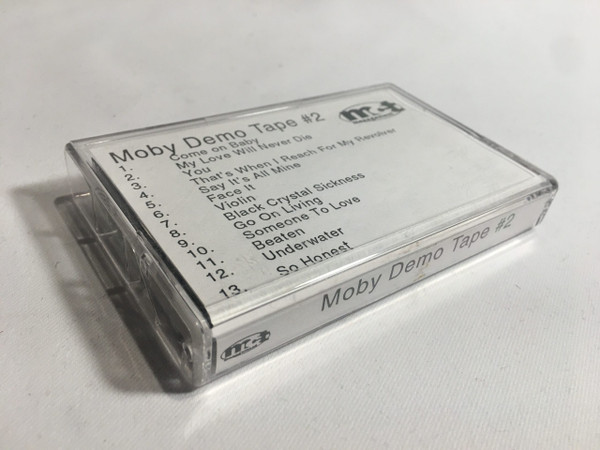 Moby Demo Tape #2
mct
1. Come on Baby
2. My Love Will Never Die
3. You
4. That's When I Reach For My Revolver
5. Say It's All Mine
6. Face It
7. Violin
8. Black Crystal Sickness
9. Go On Living
10. Someone To Love
11. Beaten
12. Underwater
13. So Honest
mct
Moby Demo Tape #2